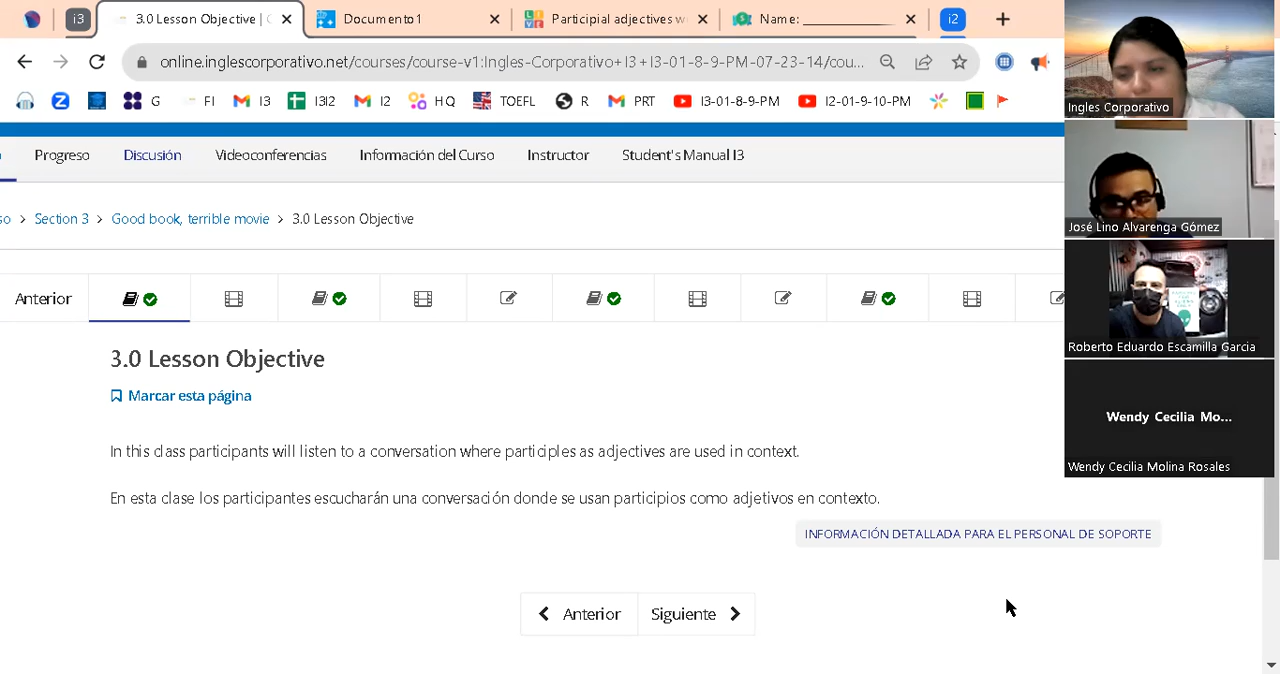 i3
3.0 Lesson Objective | C
Documento1
Participial adjectives w
Name: _______________
i2
online.inglescorporativo.net/courses/course-v1:Ingles-Corporativo+I3+I3-01-8-9-PM-07-23-14/cou...
G
FI
I3
I3I2
I2
HQ
TOEFL
R
PRT
I3-01-8-9-PM
I2-01-9-10-PM
Progreso
Discusión
Videoconferencias
Información del Curso
Instructor
Student's Manual I3
so > Section 3 > Good book, terrible movie > 3.0 Lesson Objective
Anterior
3.0 Lesson Objective
Marcar esta página
In this class participants will listen to a conversation where participles as adjectives are used in context.
En esta clase los participantes escucharán una conversación donde se usan participios como adjetivos en contexto.
INFORMACIÓN DETALLADA PARA EL PERSONAL DE SOPORTE
Anterior
Siguiente
Ingles Corporativo
José Lino Alvarenga Gómez
Roberto Eduardo Escamilla Garcia
Wendy Cecilia Mo...
Wendy Cecilia Molina Rosales